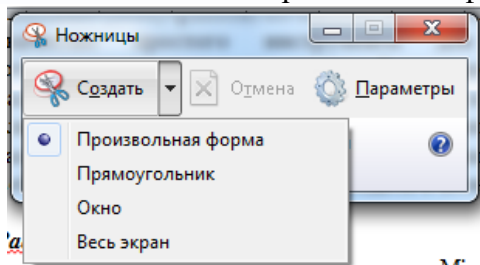 Ножницы
Создать Отмена Параметры
Произвольная форма
Прямоугольник
Окно
Весь экран